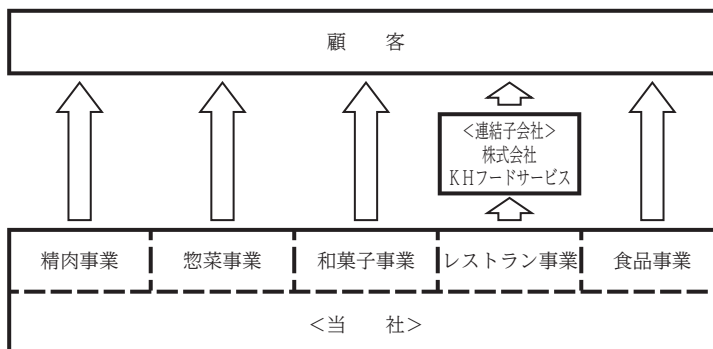 顧　　客
＜連結子会社＞
株式会社
ＫＨフードサービス
精肉事業
惣菜事業
和菓子事業
レストラン事業
食品事業
＜当　　社＞